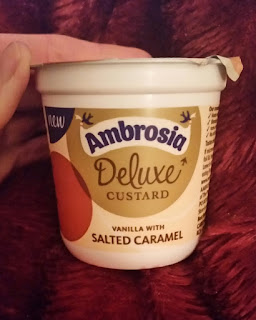 new
Ambrosia
Deluxe
CUSTARD
VANILLA WITH
SALTED CARAMEL